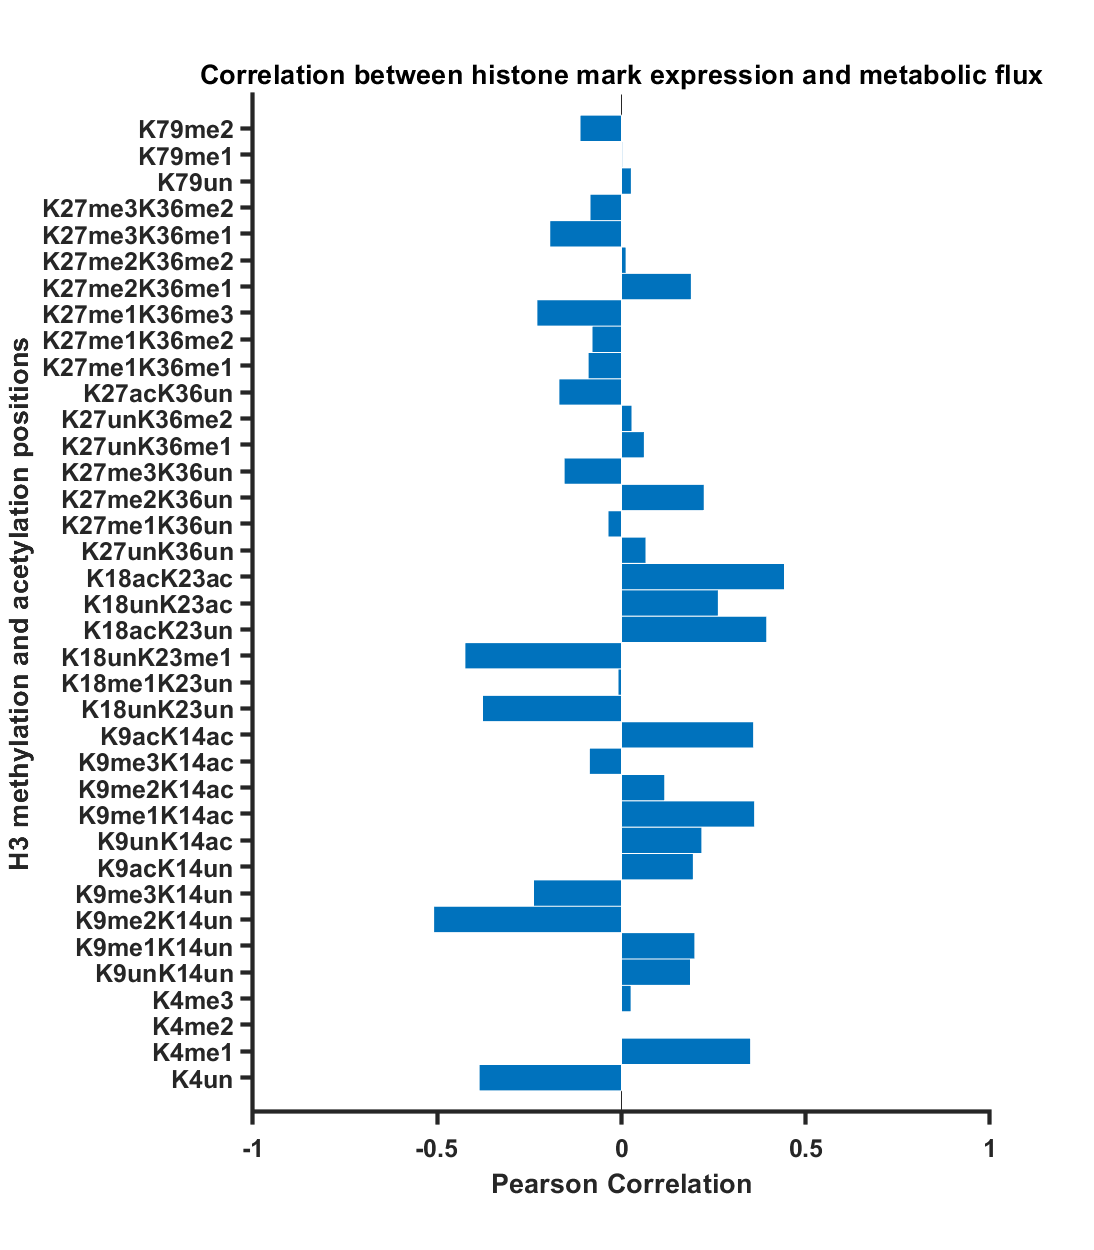 Correlation between histone mark expression and metabolic flux
H3 methylation and acetylation positions
K79me2
K79me1
K79un
K27me3K36me2
K27me3K36me1
K27me2K36me2
K27me2K36me1
K27me1K36me3
K27me1K36me2
K27me1K36me1
K27acK36un
K27unK36me2
K27unK36me1
K27me3K36un
K27me2K36un
K27me1K36un
K27unK36un
K18acK23ac
K18unK23ac
K18acK23un
K18unK23me1
K18me1K23un
K18unK23un
K9acK14ac
K9me3K14ac
K9me2K14ac
K9me1K14ac
K9unK14ac
K9acK14un
K9me3K14un
K9me2K14un
K9me1K14un
K9unK14un
K4me3
K4me2
K4me1
K4un
-1 -0.5 0 0.5 1
Pearson Correlation